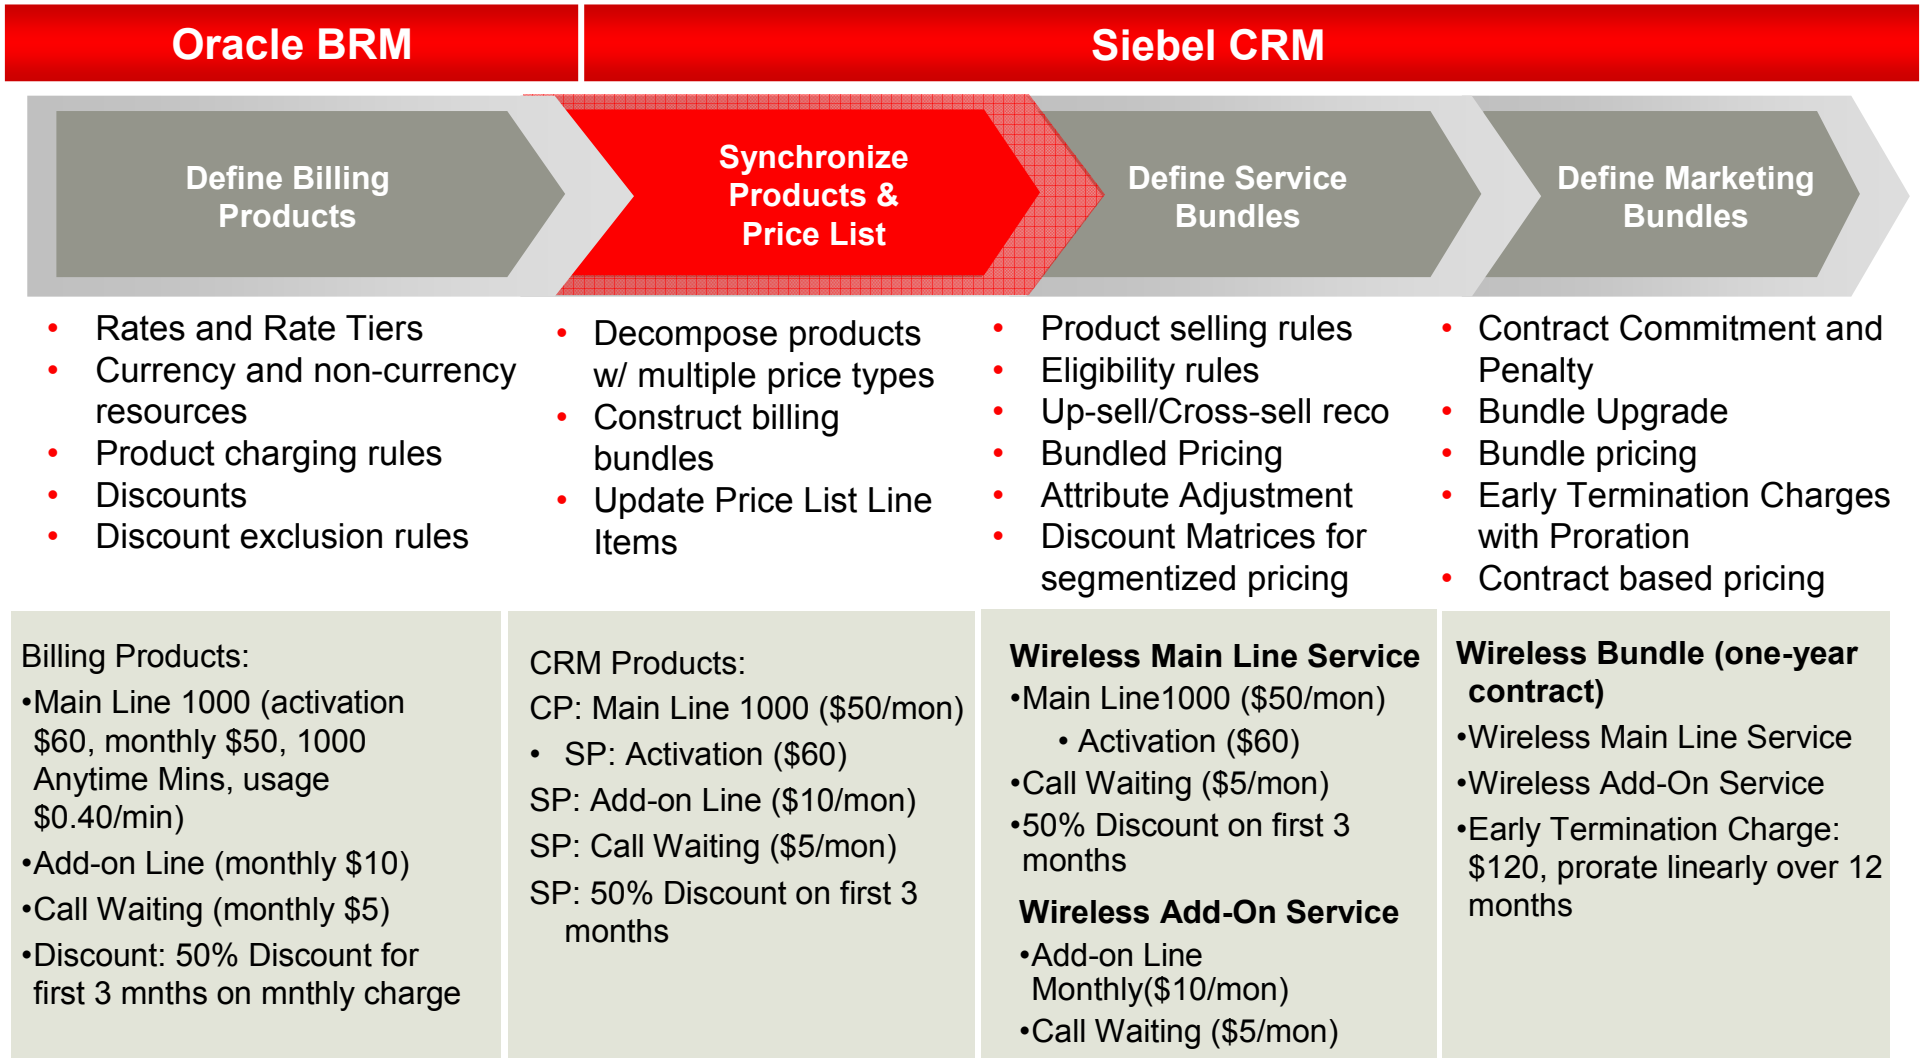 Oracle BRM
Siebel CRM
Define Billing
Products
Synchronize
Products &
Price List
Define Service
Bundles
Define Marketing
Bundles
• Rates and Rate Tiers
• Currency and non-currency
resources
• Product charging rules
• Discounts
• Discount exclusion rules
• Decompose products
w/ multiple price types
• Construct billing
bundles
• Update Price List Line
Items
• Product selling rules
• Eligibility rules
• Up-sell/Cross-sell reco
• Bundled Pricing
• Attribute Adjustment
• Discount Matrices for
segmentized pricing
• Contract Commitment and
Penalty
• Bundle Upgrade
• Bundle pricing
• Early Termination Charges
with Proration
• Contract based pricing
Billing Products:
•Main Line 1000 (activation
$60, monthly $50, 1000
Anytime Mins, usage
$0.40/min)
•Add-on Line (monthly $10)
•Call Waiting (monthly $5)
•Discount: 50% Discount for
first 3 mnths on mnthly charge
CRM Products:
CP: Main Line 1000 ($50/mon)
• SP: Activation ($60)
SP: Add-on Line ($10/mon)
SP: Call Waiting ($5/mon)
SP: 50% Discount on first 3
months
Wireless Main Line Service
•Main Line1000 ($50/mon)
• Activation ($60)
•Call Waiting ($5/mon)
•50% Discount on first 3
months
Wireless Add-On Service
•Add-on Line
Monthly($10/mon)
•Call Waiting ($5/mon)
Wireless Bundle (one-year
contract)
•Wireless Main Line Service
•Wireless Add-On Service
•Early Termination Charge:
$120, prorate linearly over 12
months